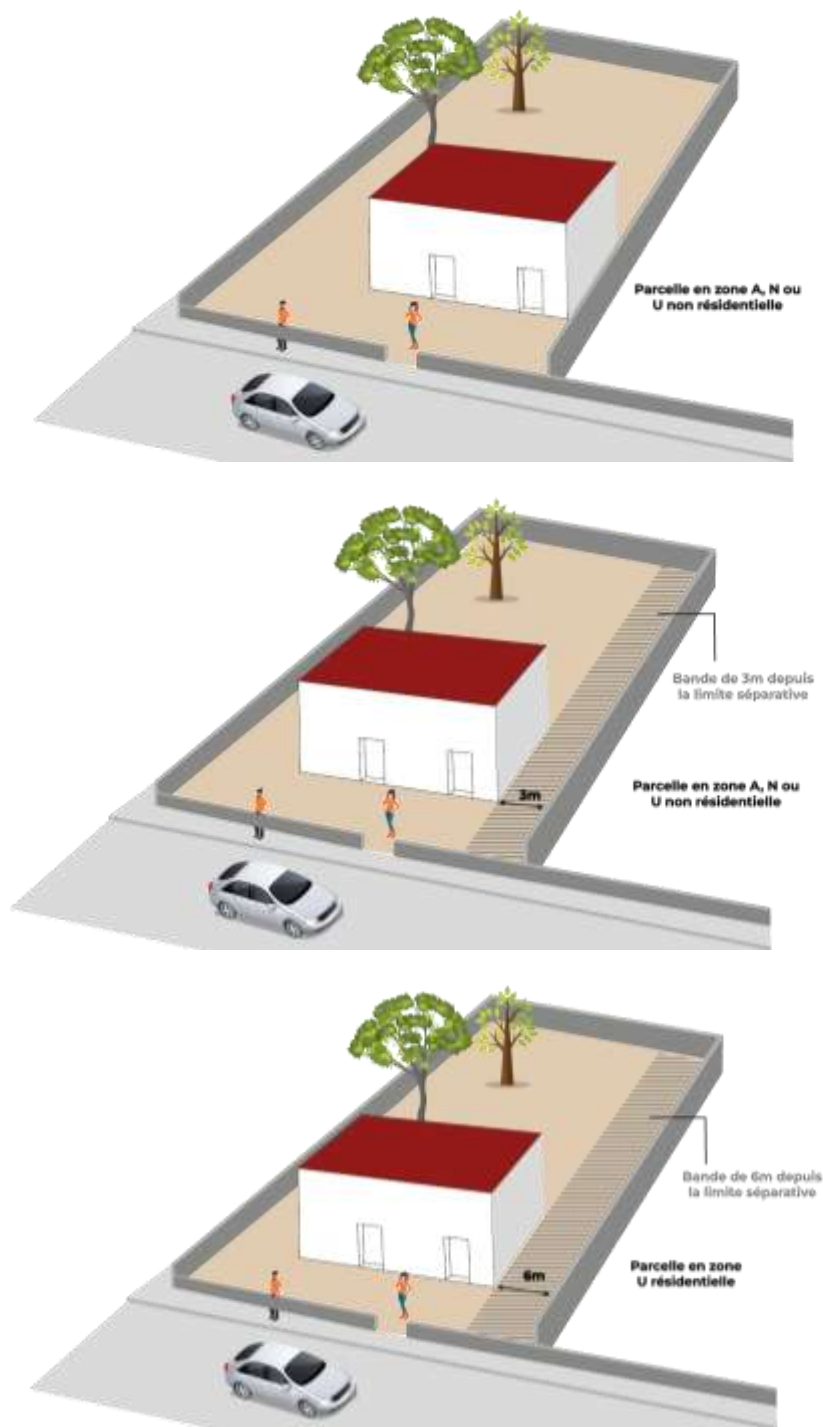 Parcelle en zone A, N ou
U non résidentielle
Bande de 3m depuis
la limite séparative
3m
Parcelle en zone A, N ou
U non résidentielle
Bande de 6m depuis
la limite séparative
6m
Parcelle en zone
U résidentielle